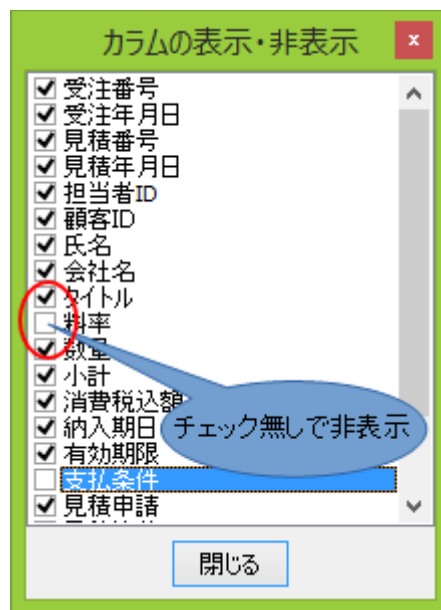 カラムの表示・非表示
x
受注番号
受注年月日
見積番号
見積年月日
担当者ID
顧客ID
氏名
会社名
タイトル
料率
数量
小計
消費税込額
納入期日
チェック無しで非表示
有効期限
支払条件
見積申請
閉じる